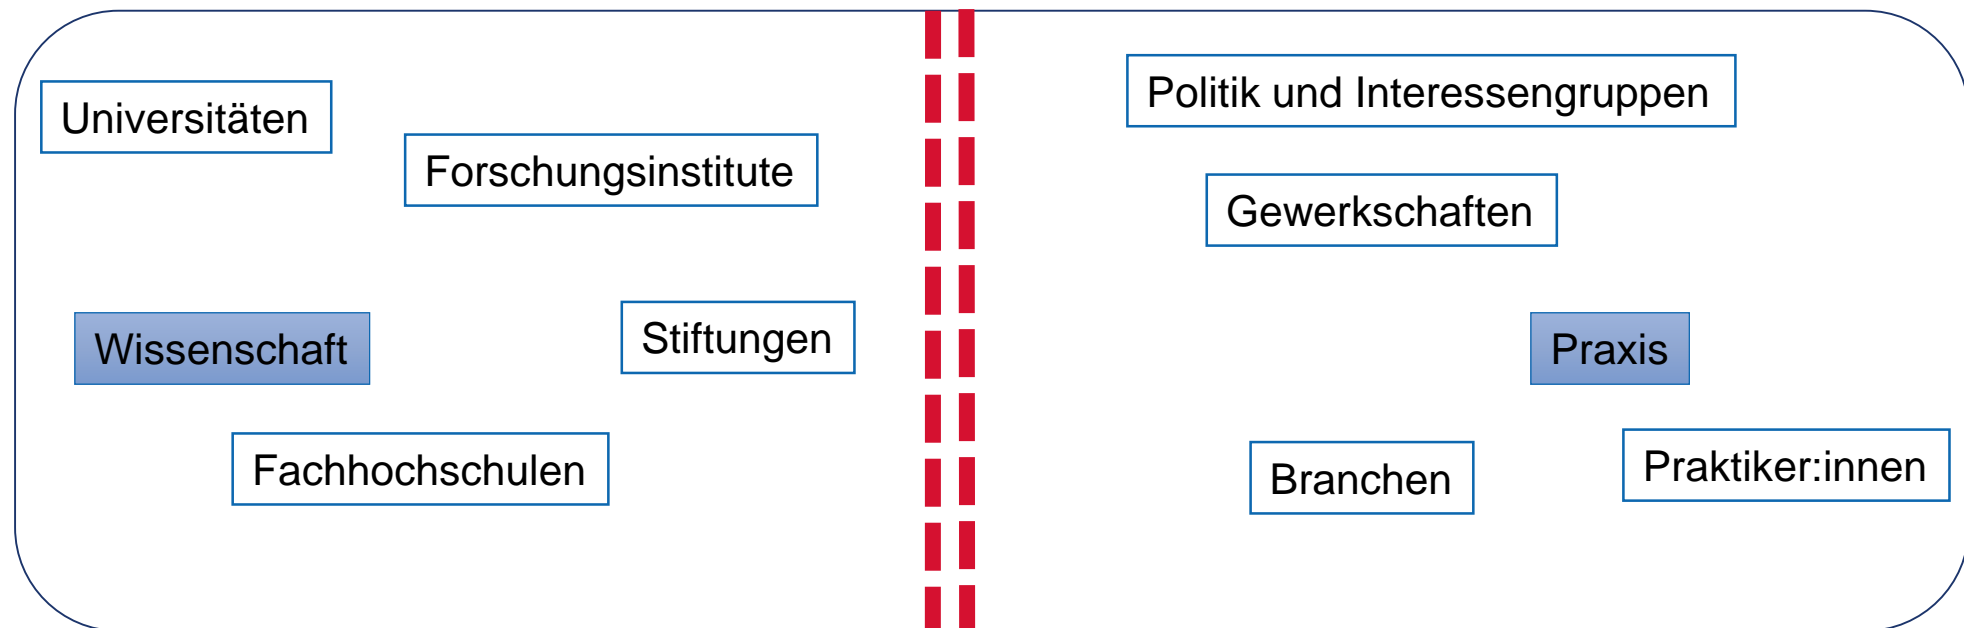 Universitäten
Forschungsinstitute
Wissenschaft
Stiftungen
Fachhochschulen
Politik und Interessengruppen
Gewerkschaften
Praxis
Branchen
Praktiker:innen